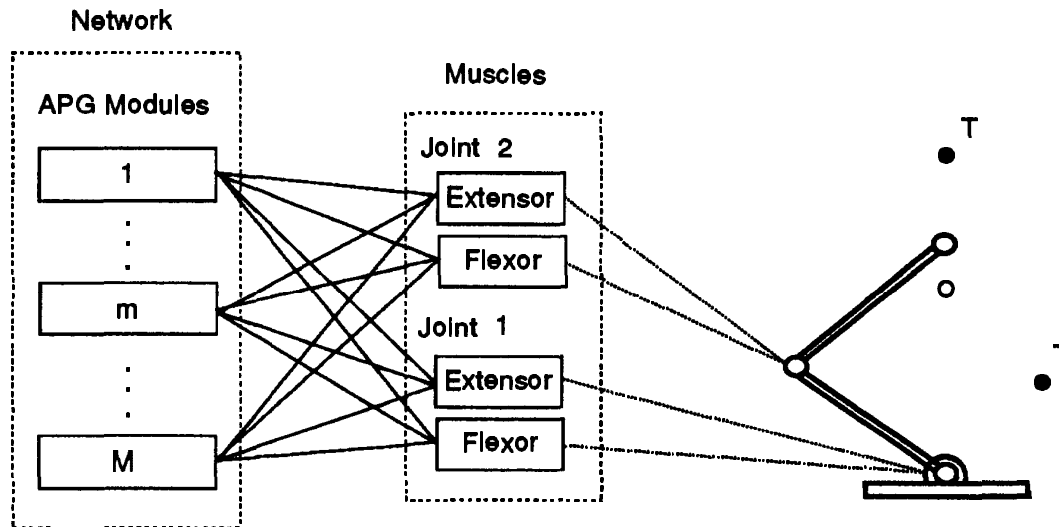 Network
APG Modules
1
m
M
Muscles
Joint 2
Extensor
Flexor
Joint 1
Extensor
Flexor
T